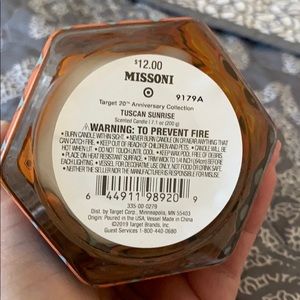 $12.00
MISSONI
9179A
Target 20th Anniversary Collection
TUSCAN SUNRISE
Scented Candle | 7.1 oz (200 g)
WARNING: TO PREVENT FIRE
• BURN CANDLE WITHIN SIGHT. • NEVER BURN CANDLE ON OR NEAR ANYTHING THAT
CAN CATCH FIRE. • KEEP OUT OF REACH OF CHILDREN & PETS. • CANDLE WILL BE
HOT WHEN LIT. • DO NOT TOUCH UNTIL COOL. • KEEP WAX POOL FREE OF DEBRIS.
• PLACE ON HEAT RESISTANT SURFACE. • TRIM WICK TO 1/4 INCH (6mm) BEFORE
EACH LIGHTING. • VESSEL FOR DECORATIVE USE ONLY, NOT FOOD OR DRINK SAFE.
• NEITHER THE SELLER NOR THE MANUFACTURER IS RESPONSIBLE FOR MISUSE.
6 44911 98920 9
335-00-0279
Dist. by Target Corp., Minneapolis, MN 55403
Origin: Poured in the USA, Vessel Made in China
©2019 Target Brands, Inc.
Guest Services 1-800-440-0680